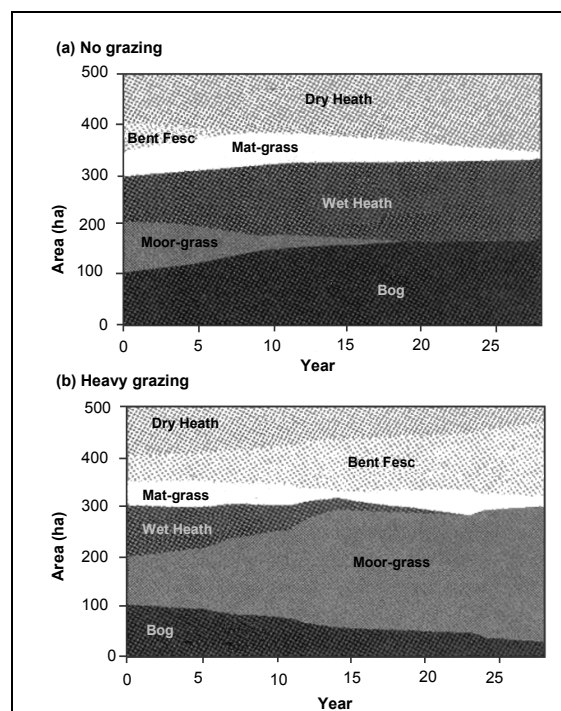 (a) No grazing
500
400
300
200
100
0
Area (ha)
Dry Heath
Bent Fesc
Mat-grass
Wet Heath
Moor-grass
Bog
0 5 10 15 20 25
Year
(b) Heavy grazing
500
400
300
200
100
0
Area (ha)
Dry Heath
Bent Fesc
Mat-grass
Wet Heath
Moor-grass
Bog
0 5 10 15 20 25
Year